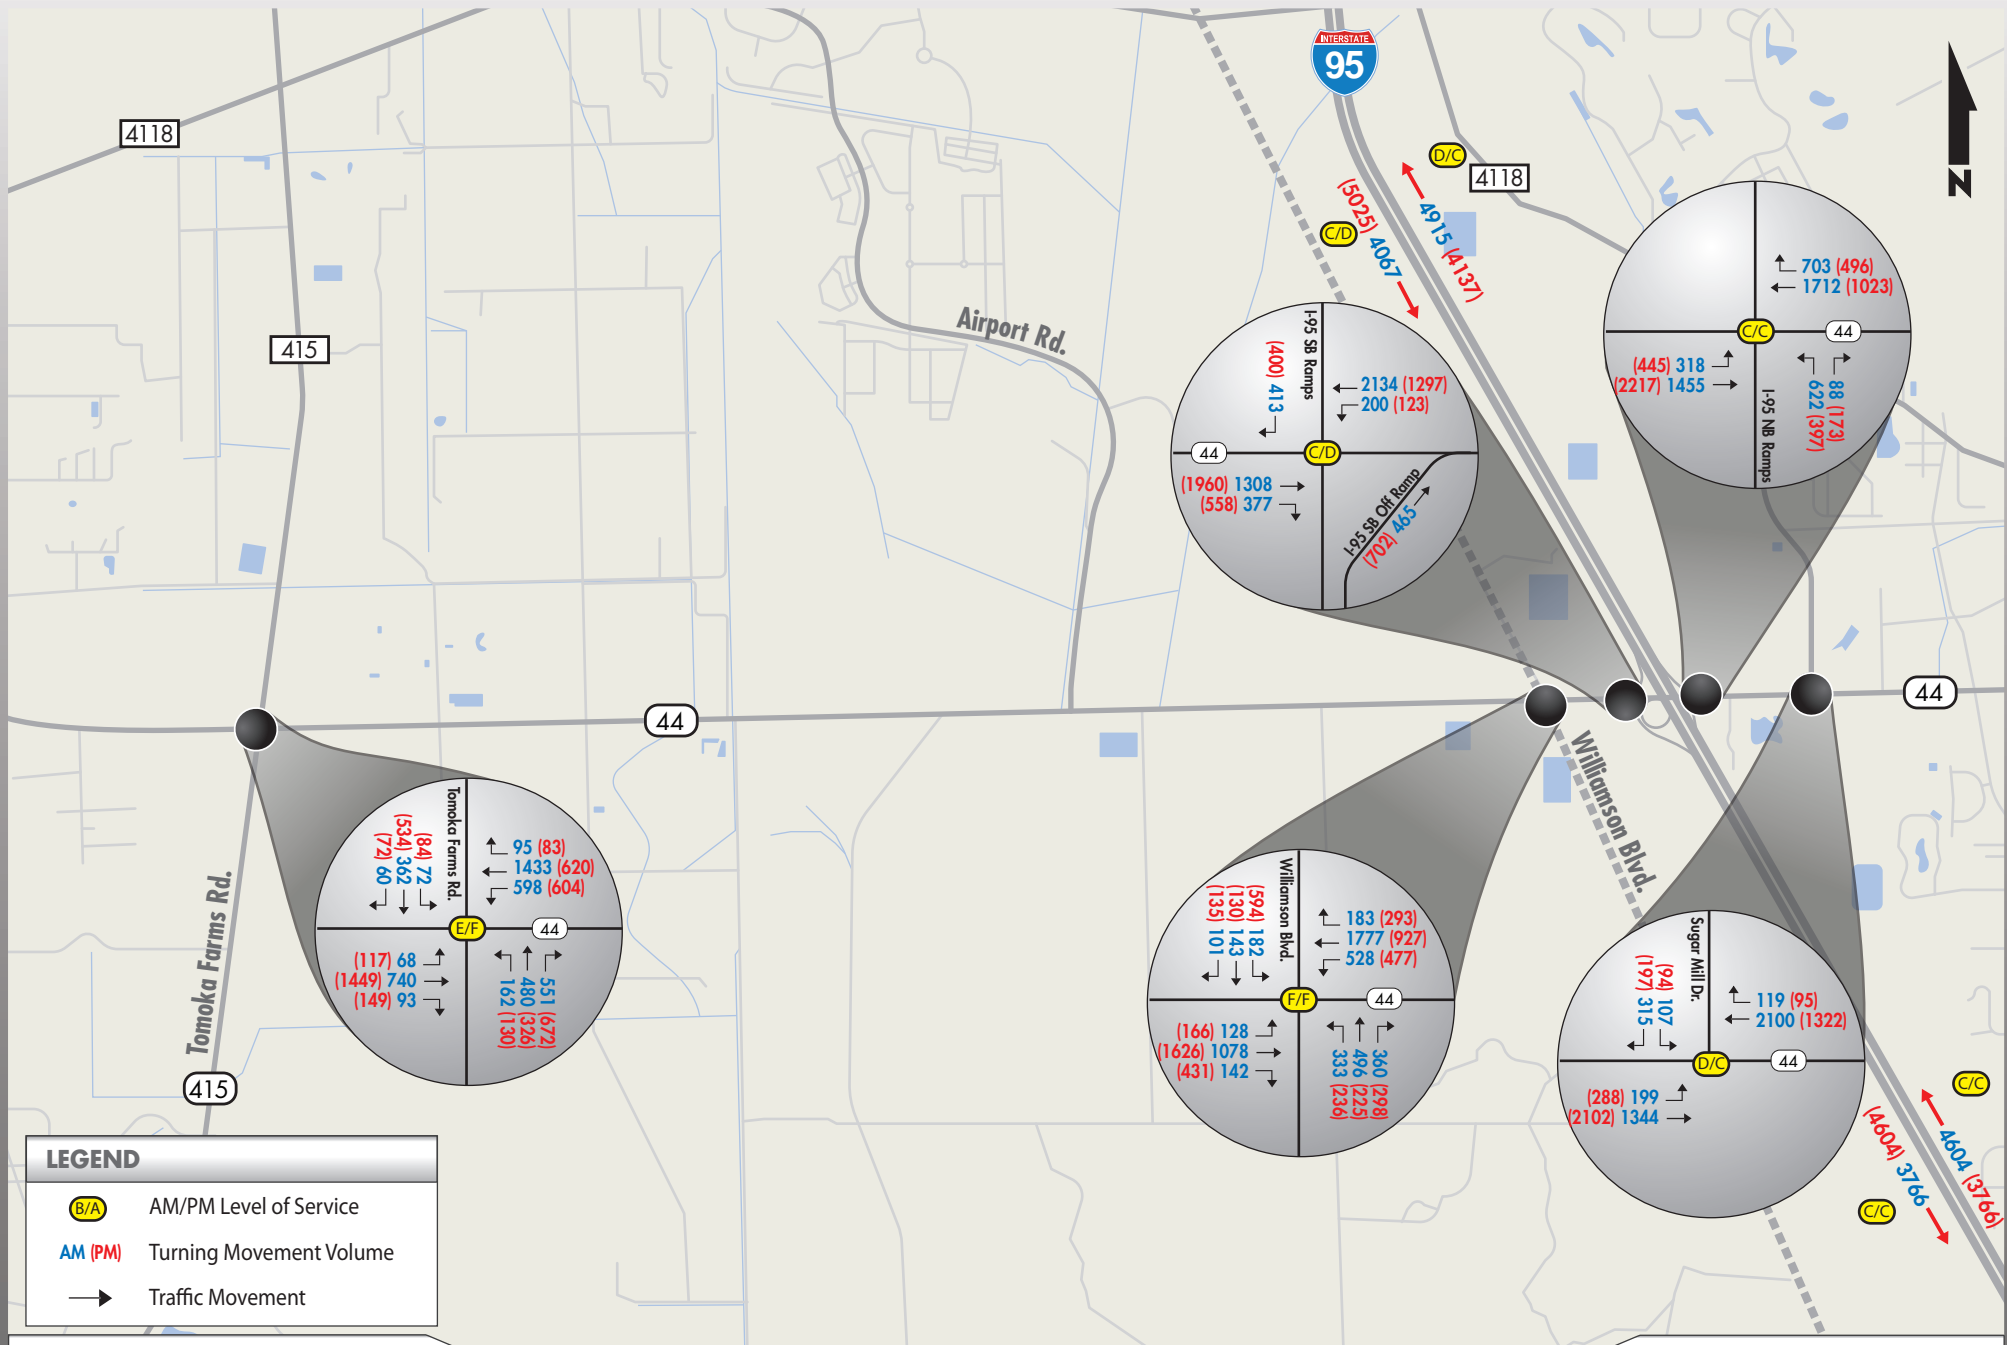 INTERSTATE
95
4118
D/C
4118
(5025) 4067
4915 (4137)
C/D
415
Airport Rd.
703 (496)
1712 (1023)
C/C
44
(445) 318
(2217) 1455
622 (397)
88 (173)
I-95 NB Ramps
I-95 SB Ramps
(400) 413
2134 (1297)
200 (123)
44
C/D
(1960) 1308
(558) 377
I-95 SB Off Ramp
(702) 465
44
44
Williamson Blvd.
Tomoka Farms Rd.
(72) 60
(534) 362
(84) 72
95 (83)
1433 (620)
598 (604)
E/F
44
(117) 68
(1449) 740
(149) 93
162 (130)
480 (326)
551 (672)
Tomoka Farms Rd.
415
Williamson Blvd.
(135) 101
(130) 143
(594) 182
183 (293)
1777 (927)
528 (477)
F/F
44
(166) 128
(1626) 1078
(431) 142
333 (236)
496 (225)
360 (298)
Sugar Mill Dr.
(197) 315
(94) 107
119 (95)
2100 (1322)
D/C
44
(288) 199
(2102) 1344
C/C
(4604) 3766
4604 (3766)
C/C
LEGEND
B/A AM/PM Level of Service
AM (PM) Turning Movement Volume
Traffic Movement
N